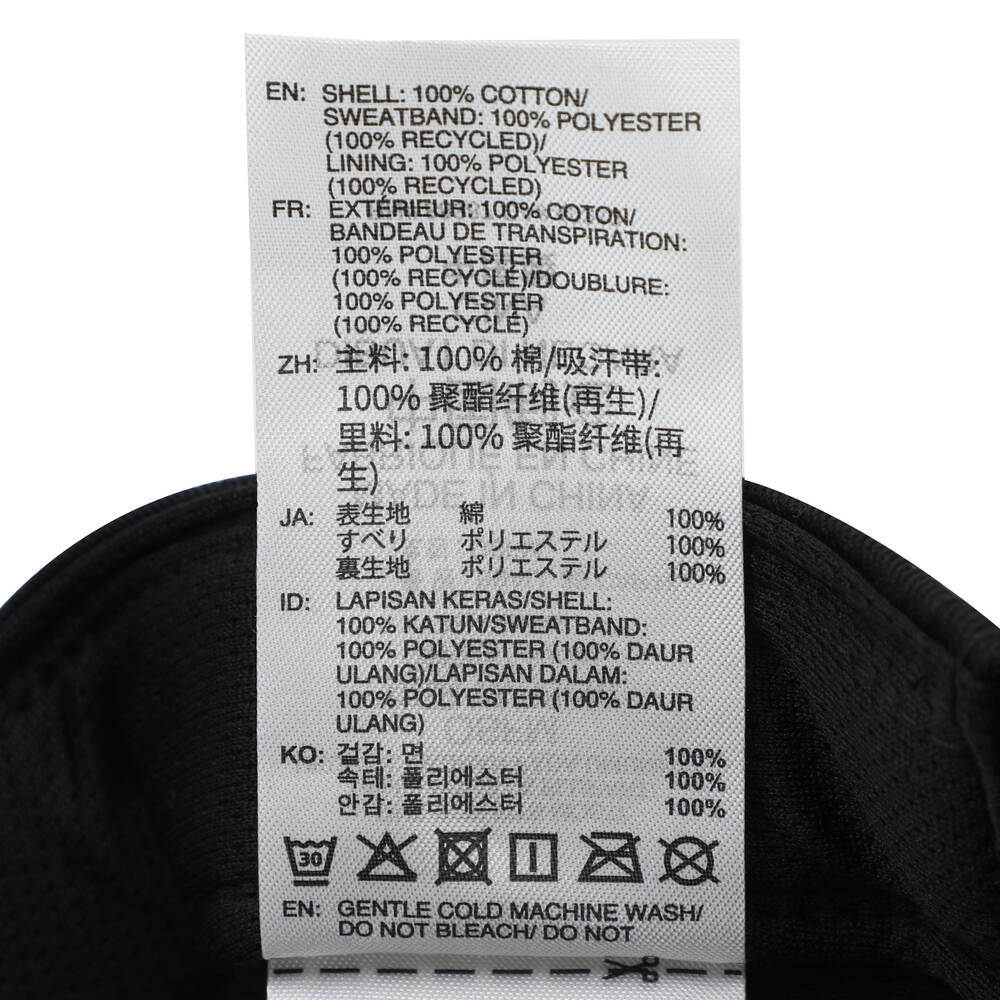 EN: SHELL: 100% COTTON/
SWEATBAND: 100% POLYESTER
(100% RECYCLED)/
LINING: 100% POLYESTER
(100% RECYCLED)
FR: EXTÉRIEUR: 100% COTON/
BANDEAU DE TRANSPIRATION:
100% POLYESTER
(100% RECYCLÉ)/DOUBLURE:
100% POLYESTER
(100% RECYCLÉ)
ZH: 主料: 100% 棉/吸汗带:
100% 聚酯纤维(再生)/
里料: 100% 聚酯纤维(再
生)
JA: 表生地 綿 100%
すべり ポリエステル 100%
裏生地 ポリエステル 100%
ID: LAPISAN KERAS/SHELL:
100% KATUN/SWEATBAND:
100% POLYESTER (100% DAUR
ULANG)/LAPISAN DALAM:
100% POLYESTER (100% DAUR
ULANG)
KO: 겉감: 면 100%
속테: 폴리에스터 100%
안감: 폴리에스터 100%
30
EN: GENTLE COLD MACHINE WASH/
DO NOT BLEACH/ DO NOT